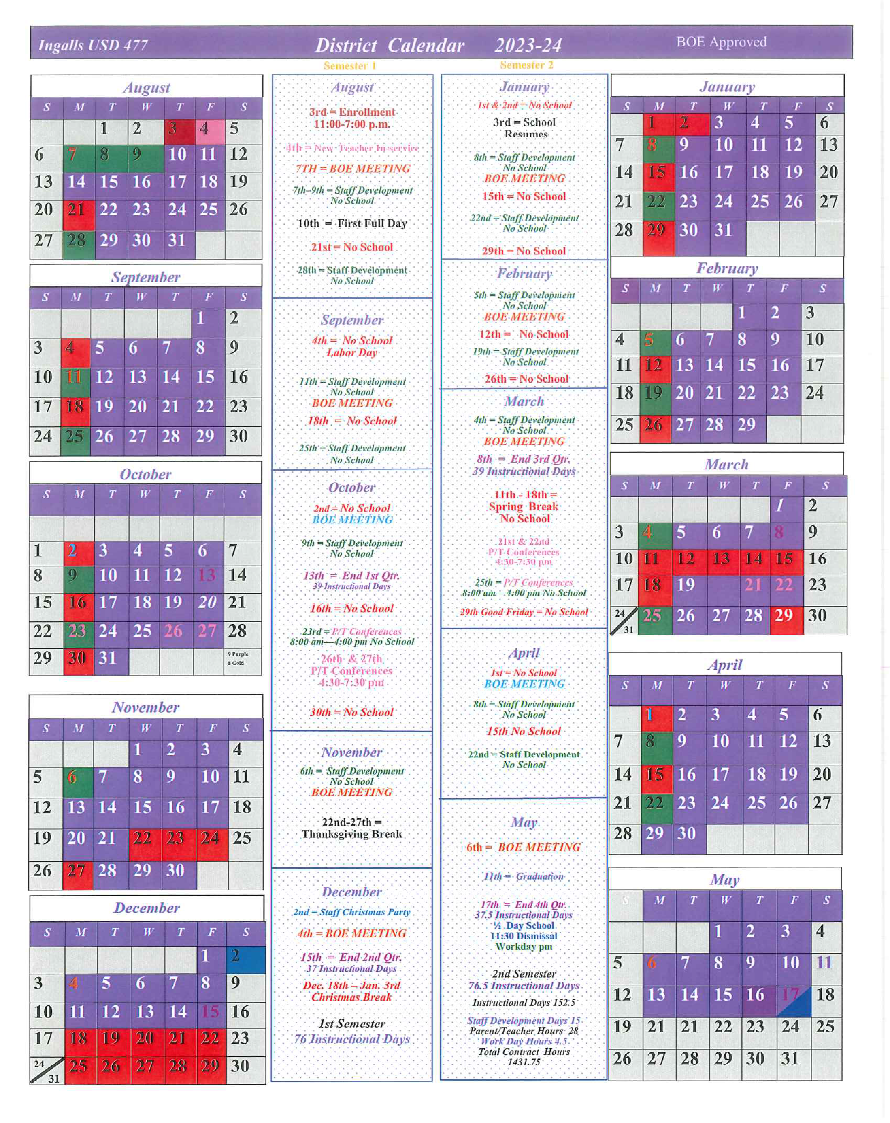 Ingalls USD 477 District Calendar 2023-24 BOE Approved
August
S M T W T F S
1 2 3 4 5
6 7 8 9 10 11 12
13 14 15 16 17 18 19
20 21 22 23 24 25 26
27 28 29 30 31
September
S M T W T F S
1 2
3 4 5 6 7 8 9
10 11 12 13 14 15 16
17 18 19 20 21 22 23
24 25 26 27 28 29 30
October
S M T W T F S
1 2 3 4 5 6 7
8 9 10 11 12 13 14
15 16 17 18 19 20 21
22 23 24 25 26 27 28
29 30 31
November
S M T W T F S
1 2 3 4
5 6 7 8 9 10 11
12 13 14 15 16 17 18
19 20 21 22 23 24 25
26 27 28 29 30
December
S M T W T F S
1 2
3 4 5 6 7 8 9
10 11 12 13 14 15 16
17 18 19 20 21 22 23
24/31 25 26 27 28 29 30
Semester 1
August
3rd = Enrollment
11:00-7:00 p.m.
4th = New Teacher In-service
7TH = BOE MEETING
7th-9th = Staff Development
No School
10th = First Full Day
21st = No School
28th = Staff Development
No School
September
4th = No School
Labor Day
11th = Staff Development
No School
BOE MEETING
18th = No School
25th = Staff Development
No School
October
2nd = No School
BOE MEETING
9th = Staff Development
No School
13th = End 1st Qtr.
39 Instructional Days
16th = No School
23rd = P/T Conferences
8:00 am—4:00 pm No School
26th & 27th
P/T Conferences
4:30-7:30 pm
30th = No School
November
6th = Staff Development
No School
BOE MEETING
22nd-27th =
Thanksgiving Break
December
2nd = Staff Christmas Party
4th = BOE MEETING
15th = End 2nd Qtr.
37 Instructional Days
Dec. 18th – Jan. 3rd
Christmas Break
1st Semester
76 Instructional Days
Semester 2
January
1st & 2nd = No School
3rd = School
Resumes
8th = Staff Development
No School
BOE MEETING
15th = No School
22nd = Staff Development
No School
29th = No School
February
5th = Staff Development
No School
BOE MEETING
12th = No School
19th = Staff Development
No School
26th = No School
March
4th = Staff Development
No School
BOE MEETING
8th = End 3rd Qtr.
39 Instructional Days
11th - 18th =
Spring Break
No School
21st & 22nd
P/T Conferences
4:30-7:30 pm
25th = P/T Conferences
8:00 am - 4:00 pm No School
29th Good Friday = No School
April
1st = No School
BOE MEETING
8th = Staff Development
No School
15th No School
22nd = Staff Development
No School
May
6th = BOE MEETING
11th = Graduation
17th = End 4th Qtr.
37.5 Instructional Days
½ Day School
11:30 Dismissal
Workday pm
2nd Semester
76.5 Instructional Days
Instructional Days 152.5
Staff Development Days 15
Parent/Teacher Hours 28
Work Day Hours 4.5
Total Contract Hours
1431.75
January
S M T W T F S
1 2 3 4 5 6
7 8 9 10 11 12 13
14 15 16 17 18 19 20
21 22 23 24 25 26 27
28 29 30 31
February
S M T W T F S
1 2 3
4 5 6 7 8 9 10
11 12 13 14 15 16 17
18 19 20 21 22 23 24
25 26 27 28 29
March
S M T W T F S
1 2
3 4 5 6 7 8 9
10 11 12 13 14 15 16
17 18 19 21 22 23
24/31 25 26 27 28 29 30
April
S M T W T F S
1 2 3 4 5 6
7 8 9 10 11 12 13
14 15 16 17 18 19 20
21 22 23 24 25 26 27
28 29 30
May
S M T W T F S
1 2 3 4
5 6 7 8 9 10 11
12 13 14 15 16 17 18
19 21 21 22 23 24 25
26 27 28 29 30 31